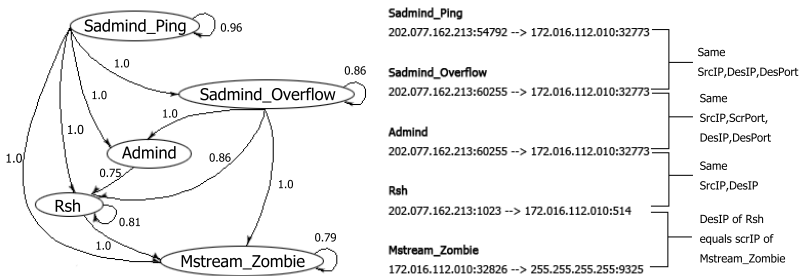 Sadmind_Ping
0.96
1.0
0.86
Sadmind_Overflow
1.0
1.0
1.0
Admind
1.0
0.75
0.86
1.0
Rsh
0.81
1.0
0.79
Mstream_Zombie
Sadmind_Ping
202.077.162.213:54792 --> 172.016.112.010:32773
Sadmind_Overflow
202.077.162.213:60255 --> 172.016.112.010:32773
Admind
202.077.162.213:60255 --> 172.016.112.010:32773
Rsh
202.077.162.213:1023 --> 172.016.112.010:514
Mstream_Zombie
172.016.112.010:32826 --> 255.255.255.255:9325
Same
SrcIP,DesIP,DesPort
Same
SrcIP,ScrPort,
DesIP,DesPort
Same
SrcIP,DesIP
DesIP of Rsh
equals scrIP of
Mstream_Zombie